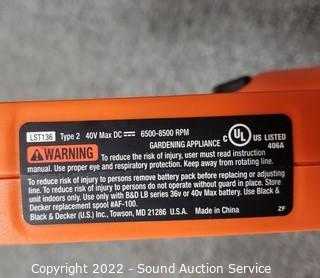 LST136 Type 2 40V Max DC 6500-8500 RPM
GARDENING APPLIANCE C UL US LISTED
406A
WARNING To reduce the risk of injury, user must read instruction
manual. Use proper eye and respiratory protection. Keep away from rotating line.
To reduce the risk of injury to persons remove battery pack before replacing or adjusting
line. To reduce risk of injury to persons do not operate without guard in place. Store
unit indoors only. Use only with B&D LB series 36v or 40v Max battery. Use only
Black & Decker replacement spool #AF-100.
Black & Decker (U.S.) Inc., Towson, MD 21286 U.S.A. Made in China ZF
Copyright 2022 - Sound Auction Service